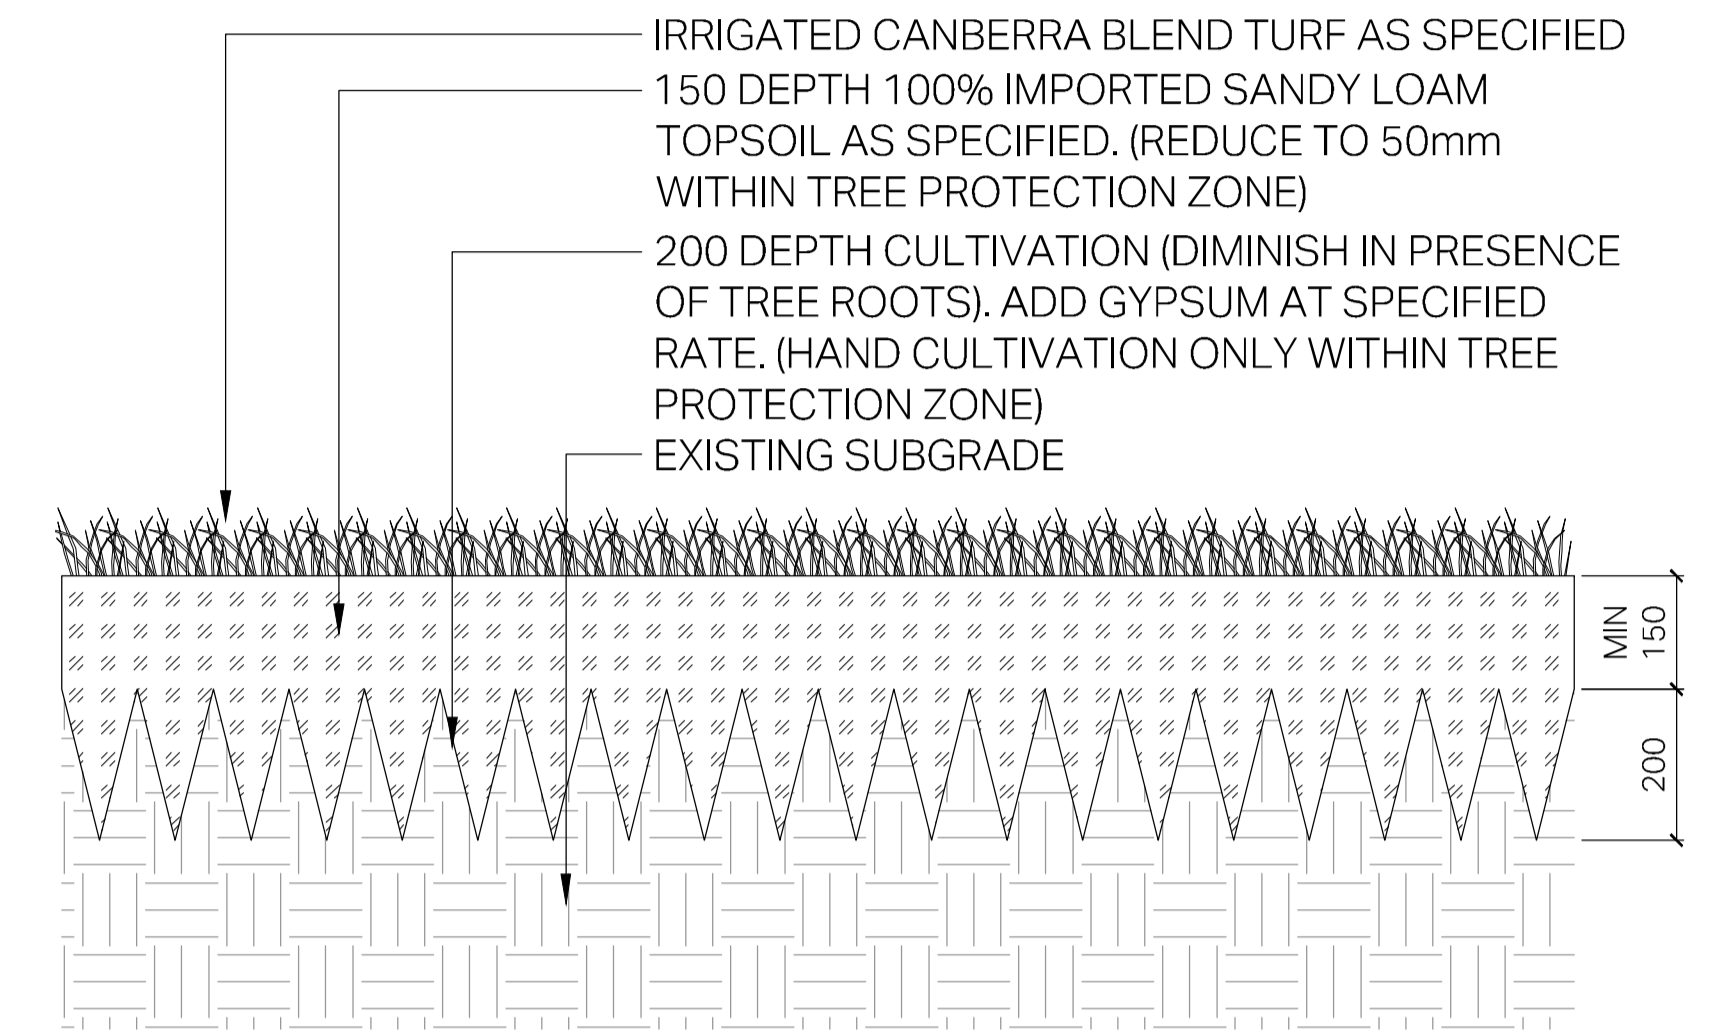 IRRIGATED CANBERRA BLEND TURF AS SPECIFIED
150 DEPTH 100% IMPORTED SANDY LOAM
TOPSOIL AS SPECIFIED. (REDUCE TO 50mm
WITHIN TREE PROTECTION ZONE)
200 DEPTH CULTIVATION (DIMINISH IN PRESENCE
OF TREE ROOTS). ADD GYPSUM AT SPECIFIED
RATE. (HAND CULTIVATION ONLY WITHIN TREE
PROTECTION ZONE)
EXISTING SUBGRADE
MIN
150
200